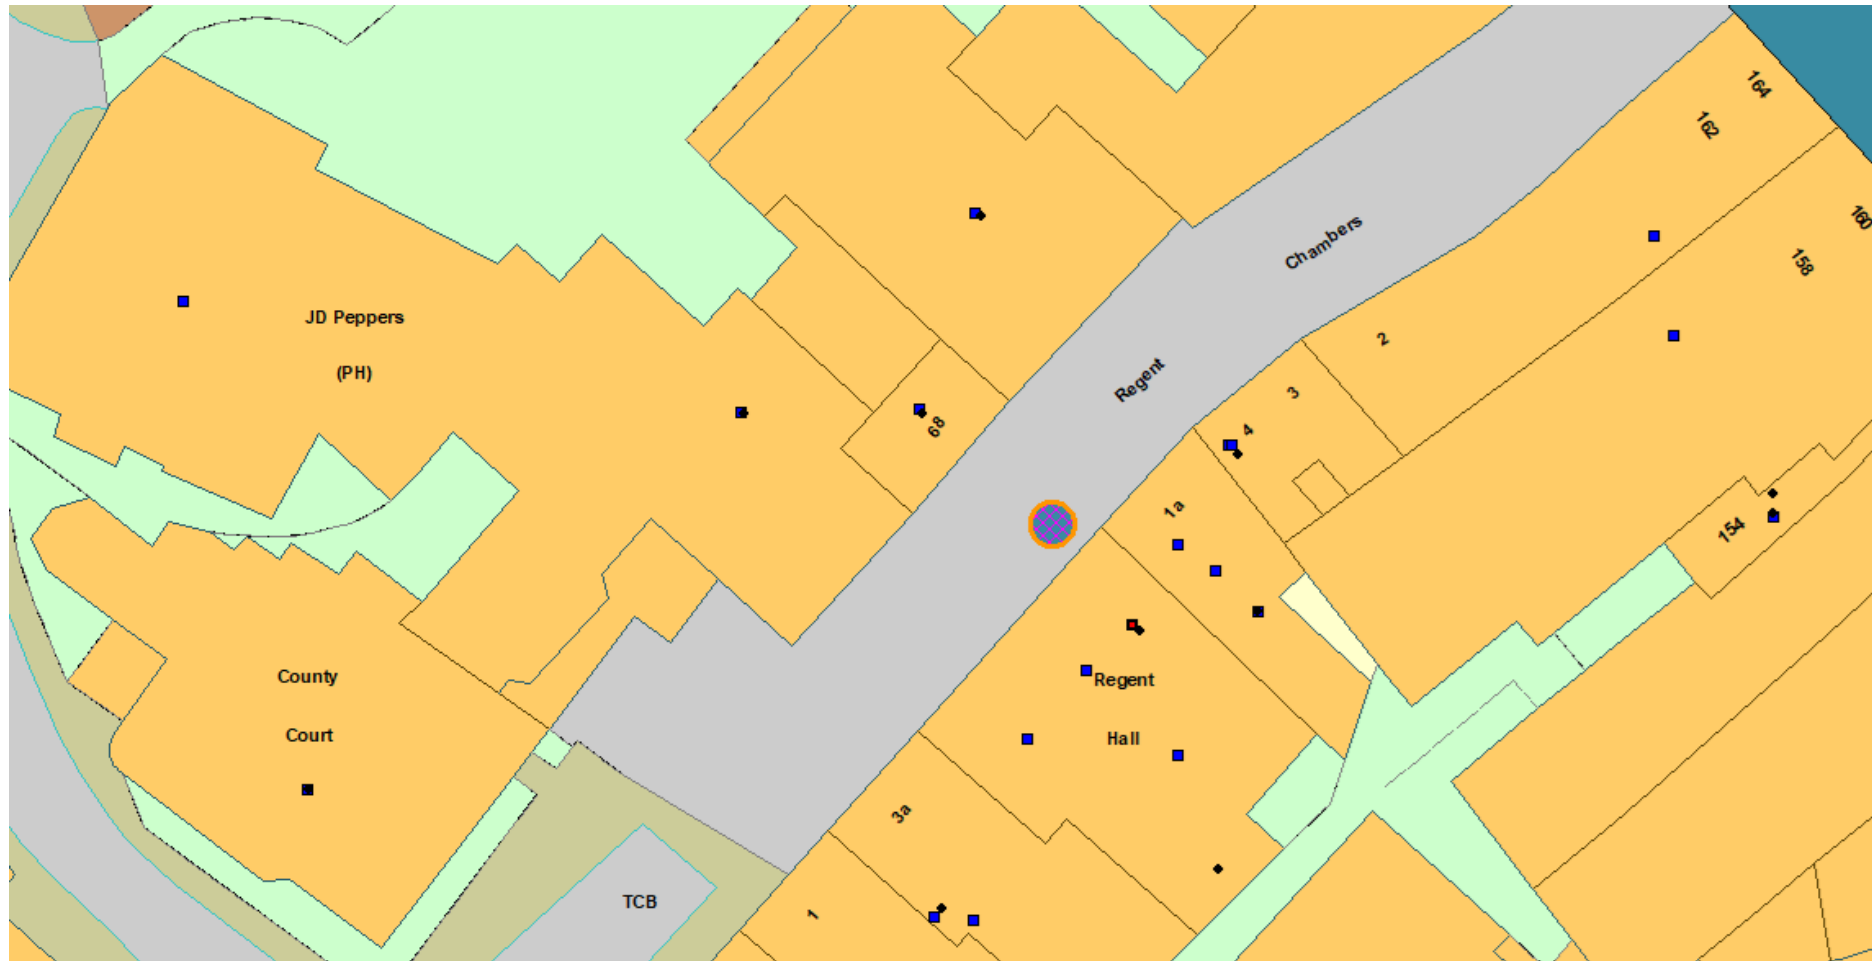 164
162
160
158
Chambers
Regent
2
3
4
JD Peppers
(PH)
68
1a
154
County
Court
Regent
Hall
3a
1
TCB